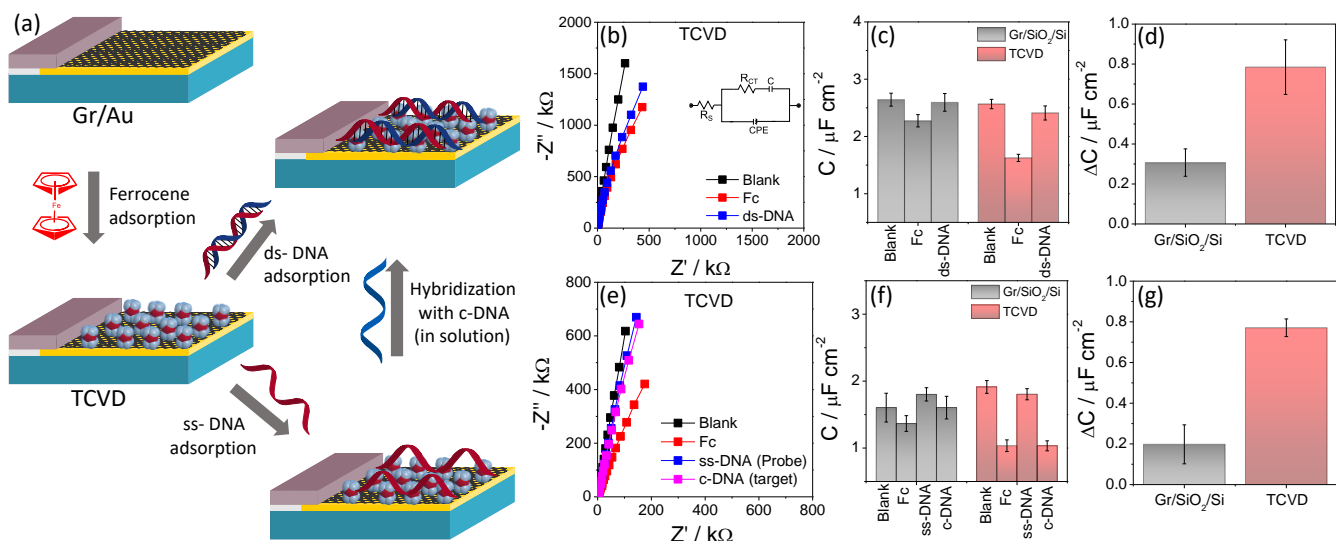 (a)
Gr/Au
Fe
Ferrocene
adsorption
ds- DNA
adsorption
Hybridization
with c-DNA
(in solution)
TCVD
ss- DNA
adsorption
(b)
TCVD
2000
1500
1000
500
0
-Z'' / kΩ
R_S
R_CT
C
CPE
Blank
Fc
ds-DNA
0 500 1000 1500 2000
Z' / kΩ
(c)
Gr/SiO₂/Si
TCVD
4
3
2
1
C / μF cm⁻²
Blank
Fc
ds-DNA
Blank
Fc
ds-DNA
(d)
1.0
0.8
0.6
0.4
0.2
0.0
ΔC / μF cm⁻²
Gr/SiO₂/Si TCVD
(e)
TCVD
800
600
400
200
0
-Z'' / kΩ
Blank
Fc
ss-DNA (Probe)
c-DNA (target)
0 200 400 600 800
Z' / kΩ
(f)
Gr/SiO₂/Si
TCVD
3
2
1
C / μF cm⁻²
Blank
Fc
ss-DNA
c-DNA
Blank
Fc
ss-DNA
c-DNA
(g)
1.0
0.8
0.6
0.4
0.2
0.0
ΔC / μF cm⁻²
Gr/SiO₂/Si TCVD